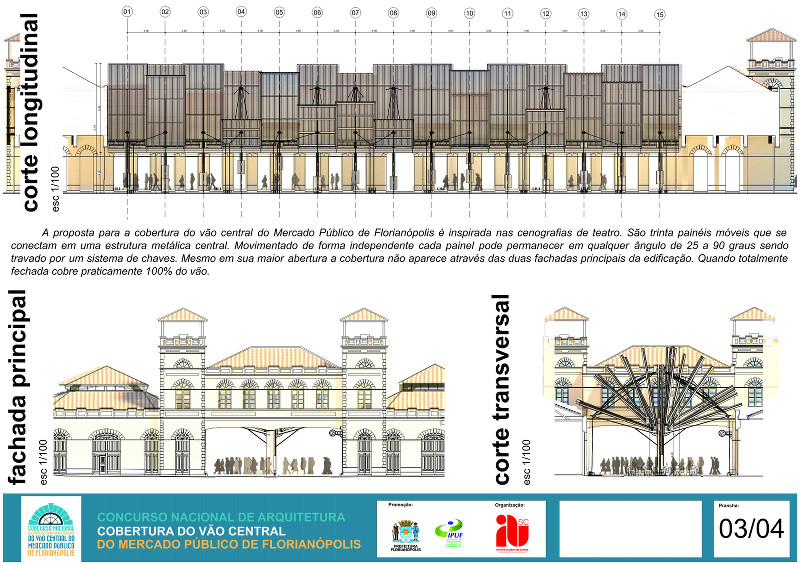 01 02 03 04 05 06 07 08 09 10 11 12 13 14 15
corte longitudinal
esc 1/100
A proposta para a cobertura do vão central do Mercado Público de Florianópolis é inspirada nas cenografias de teatro. São trinta painéis móveis que se
conectam em uma estrutura metálica central. Movimentado de forma independente cada painel pode permanecer em qualquer ângulo de 25 a 90 graus sendo
travado por um sistema de chaves. Mesmo em sua maior abertura a cobertura não aparece através das duas fachadas principais da edificação. Quando totalmente
fechada cobre praticamente 100% do vão.
fachada principal
esc 1/100
corte transversal
esc 1/100
CONCURSO NACIONAL
DO VÃO CENTRAL DO
MERCADO PÚBLICO
DE FLORIANÓPOLIS
CONCURSO NACIONAL DE ARQUITETURA
COBERTURA DO VÃO CENTRAL
DO MERCADO PÚBLICO DE FLORIANÓPOLIS
Promoção:
PREFEITURA
FLORIANÓPOLIS
IPUF
Organização:
IAB
SC
Prancha:
03/04